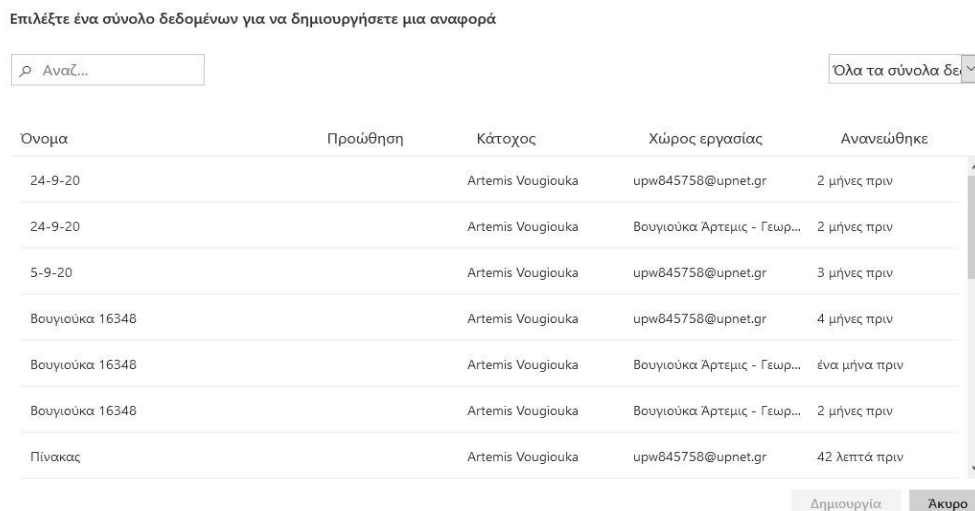 Επιλέξτε ένα σύνολο δεδομένων για να δημιουργήσετε μια αναφορά
Αναζ...
Όλα τα σύνολα δε
Όνομα Προώθηση Κάτοχος Χώρος εργασίας Ανανεώθηκε
24-9-20 Artemis Vougiouka upw845758@upnet.gr 2 μήνες πριν
24-9-20 Artemis Vougiouka Βουγιούκα Άρτεμις - Γεωρ... 2 μήνες πριν
5-9-20 Artemis Vougiouka upw845758@upnet.gr 3 μήνες πριν
Βουγιούκα 16348 Artemis Vougiouka upw845758@upnet.gr 4 μήνες πριν
Βουγιούκα 16348 Artemis Vougiouka Βουγιούκα Άρτεμις - Γεωρ... ένα μήνα πριν
Βουγιούκα 16348 Artemis Vougiouka Βουγιούκα Άρτεμις - Γεωρ... 2 μήνες πριν
Πίνακας Artemis Vougiouka upw845758@upnet.gr 42 λεπτά πριν
Δημιουργία Άκυρο